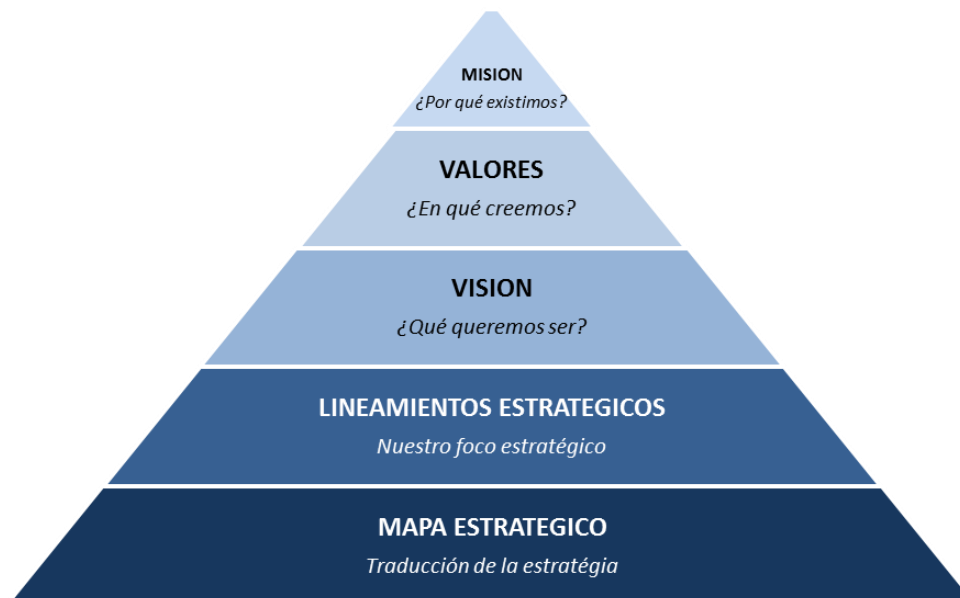 MISION
¿Por qué existimos?
VALORES
¿En qué creemos?
VISION
¿Qué queremos ser?
LINEAMIENTOS ESTRATEGICOS
Nuestro foco estratégico
MAPA ESTRATEGICO
Traducción de la estratégia